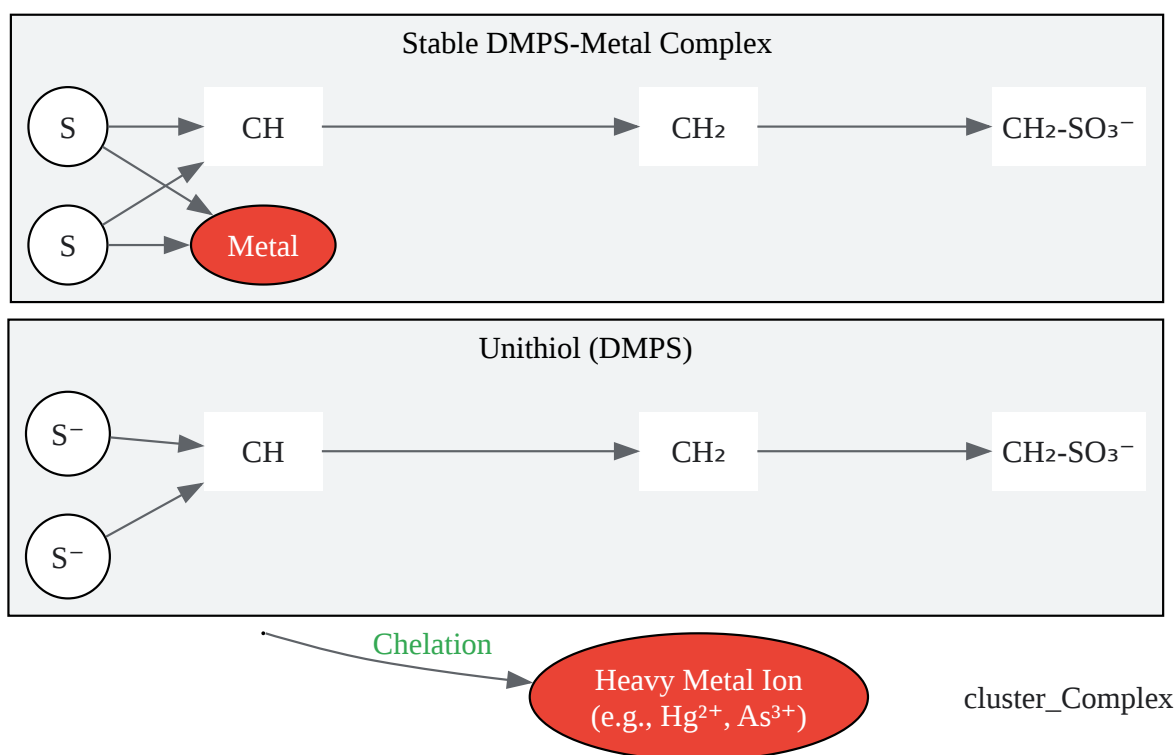 Stable DMPS-Metal Complex
S
CH
CH₂
CH₂-SO₃⁻
S
Metal
Unithiol (DMPS)
S⁻
CH
CH₂
CH₂-SO₃⁻
S⁻
Chelation
Heavy Metal Ion
(e.g., Hg²⁺, As³⁺)
cluster_Complex